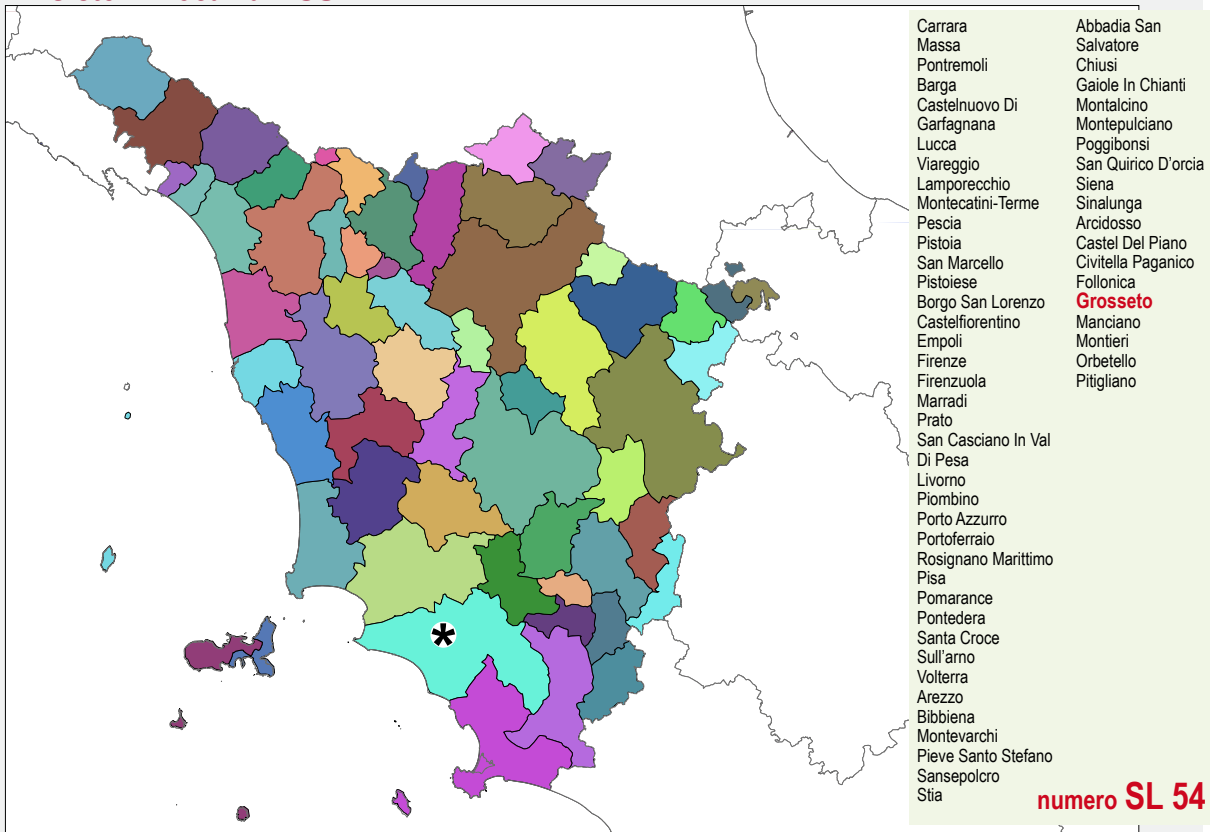 Carrara
Massa
Pontremoli
Barga
Castelnuovo Di
Garfagnana
Lucca
Viareggio
Lamporecchio
Montecatini-Terme
Pescia
Pistoia
San Marcello
Pistoiese
Borgo San Lorenzo
Castelfiorentino
Empoli
Firenze
Firenzuola
Marradi
Prato
San Casciano In Val
Di Pesa
Livorno
Piombino
Porto Azzurro
Portoferraio
Rosignano Marittimo
Pisa
Pomarance
Pontedera
Santa Croce
Sull'arno
Volterra
Arezzo
Bibbiena
Montevarchi
Pieve Santo Stefano
Sansepolcro
Stia
Abbadia San
Salvatore
Chiusi
Gaiole In Chianti
Montalcino
Montepulciano
Poggibonsi
San Quirico D'orcia
Siena
Sinalunga
Arcidosso
Castel Del Piano
Civitella Paganico
Follonica
Grosseto
Manciano
Montieri
Orbetello
Pitigliano
*
numero SL 54